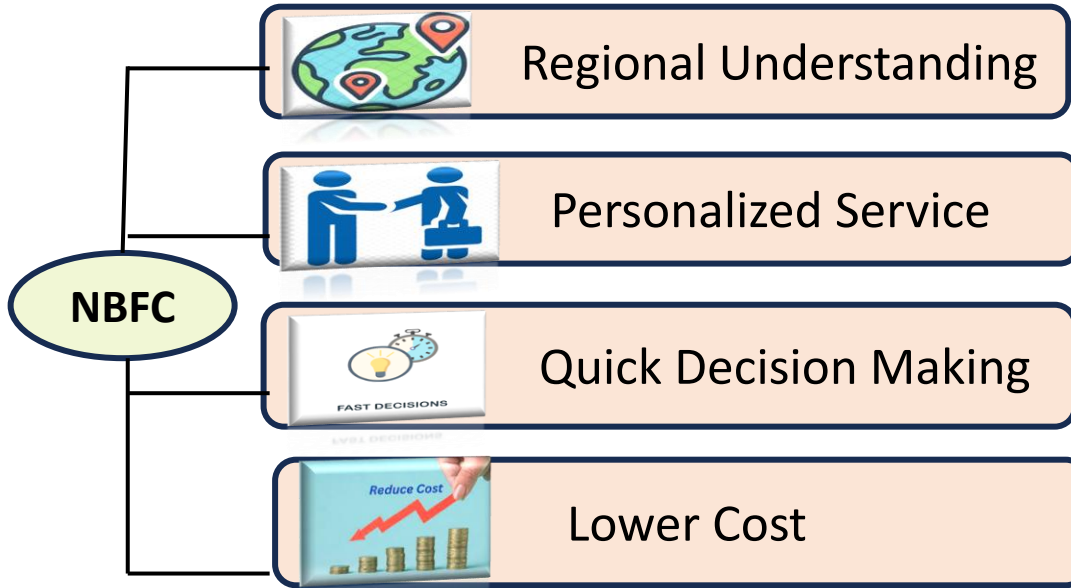 Regional Understanding
Personalized Service
NBFC
Quick Decision Making
FAST DECISIONS
Reduce Cost
Lower Cost